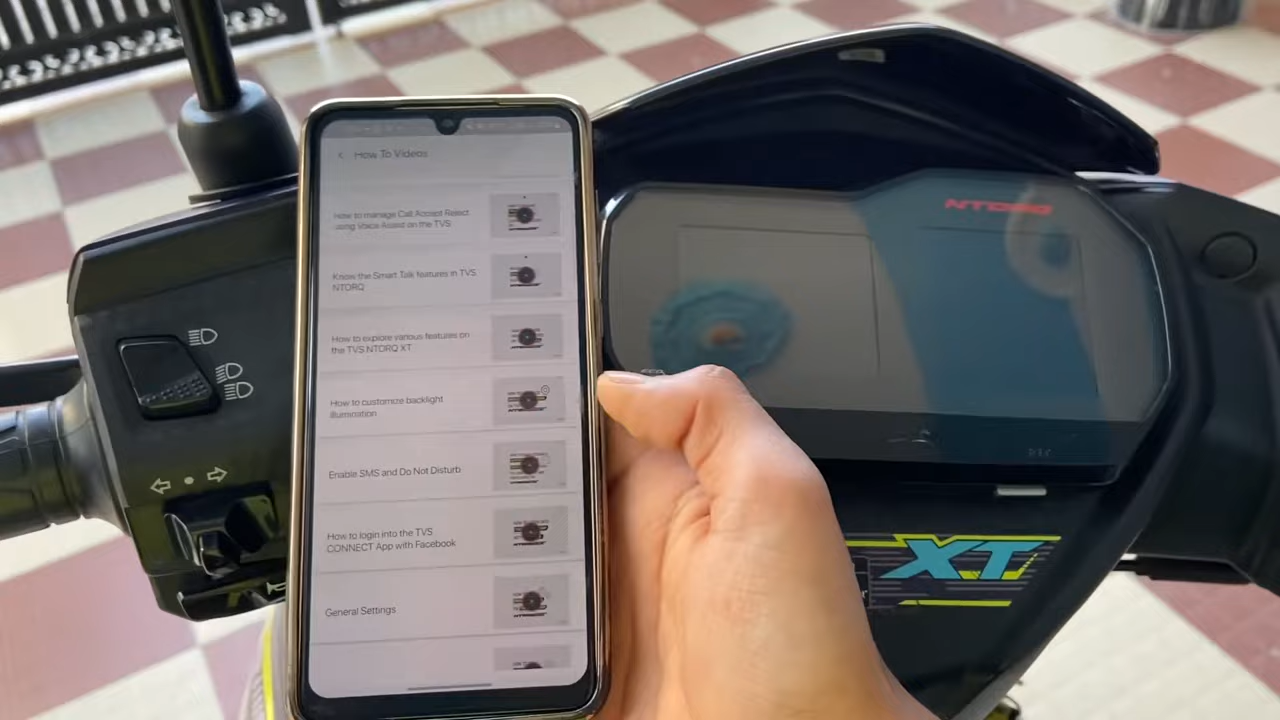 How To Videos
How to manage Call Accept Reject
using Voice Assist on the TVS
Know the Smart Talk features in TVS
NTORQ
How to explore various features on
the TVS NTORQ XT
How to customize backlight
illumination
Enable SMS and Do Not Disturb
How to login into the TVS
CONNECT App with Facebook
General Settings
NTORQ
XT